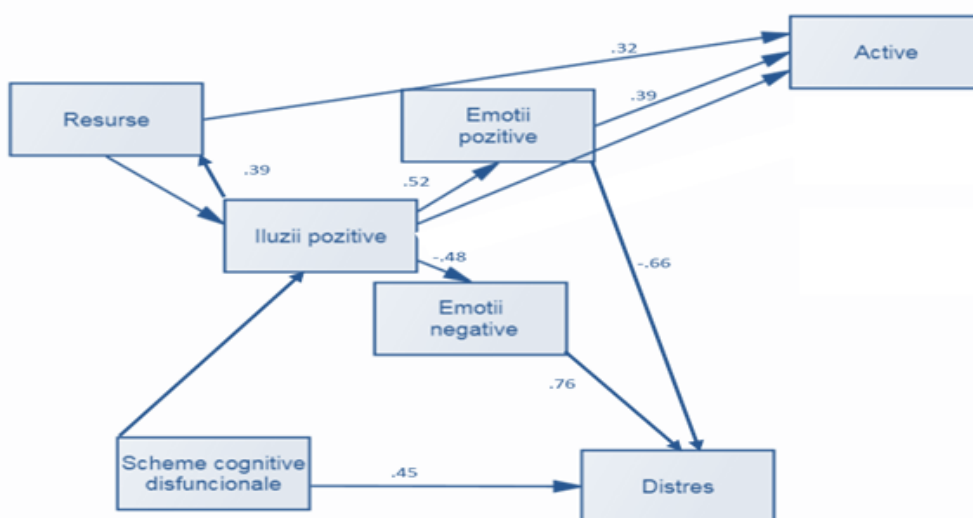 .32
Active
Resurse
Emotii
pozitive
.39
.39
.52
Iluzii pozitive
-.48
-.66
Emotii
negative
.76
Scheme cognitive
disfuncionale
.45
Distres